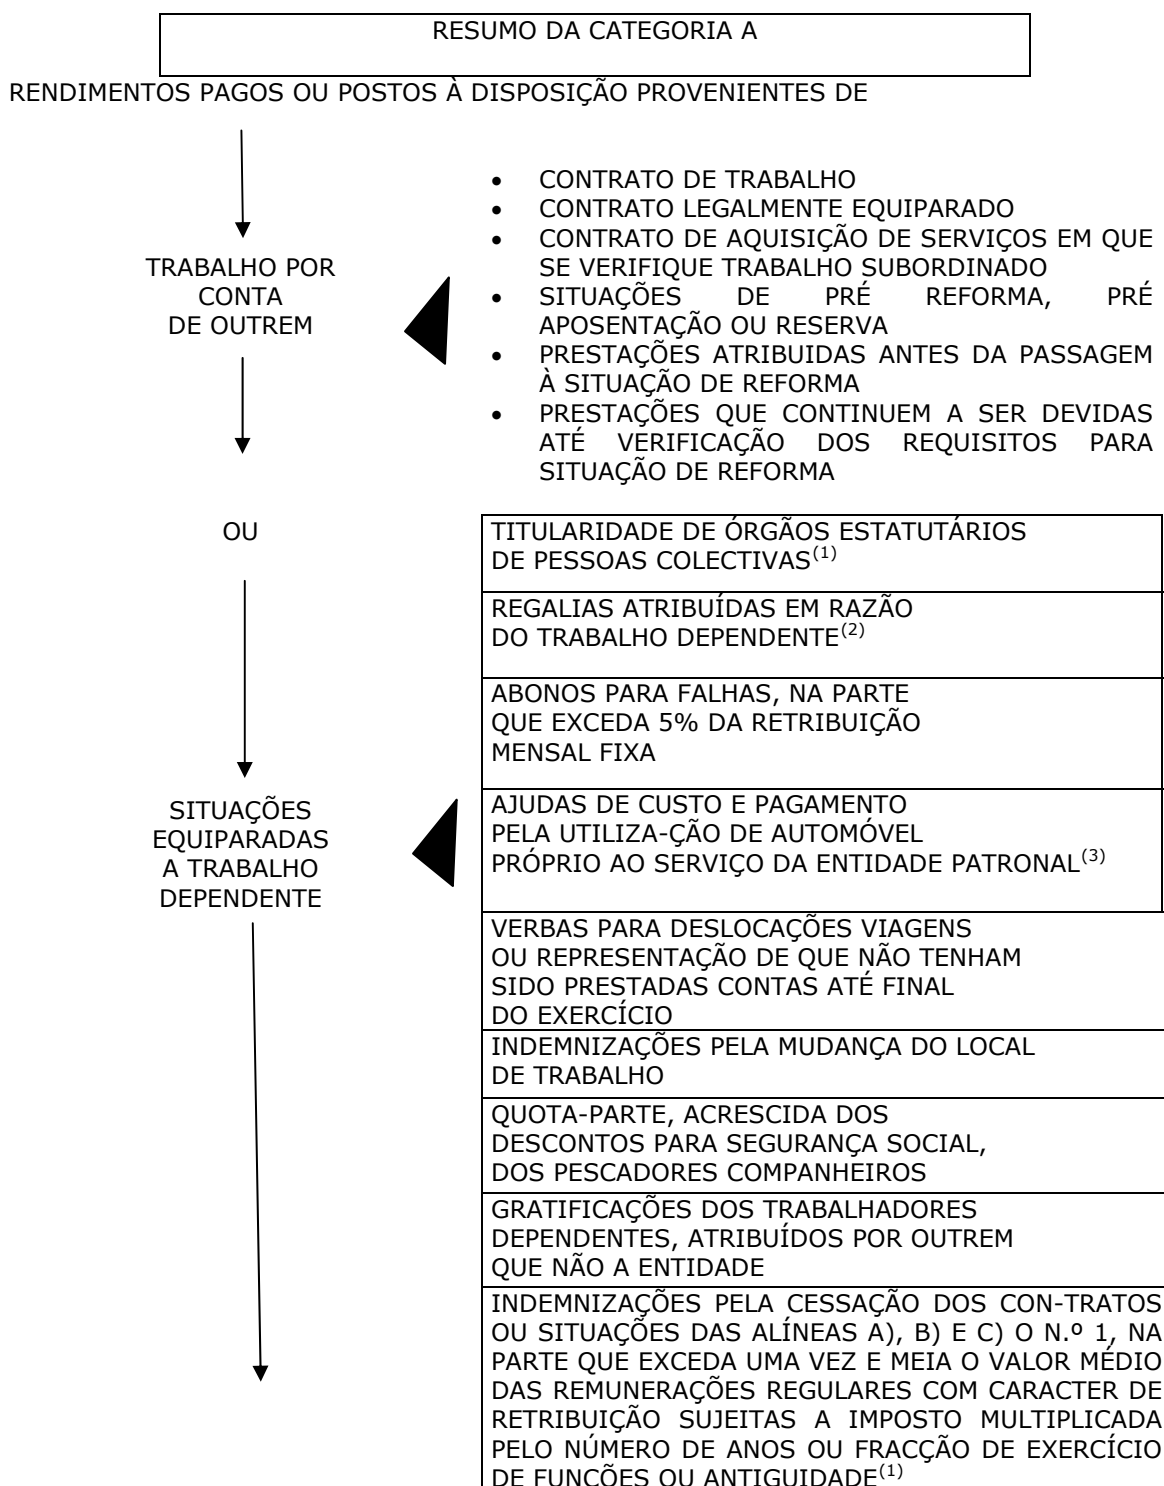 RESUMO DA CATEGORIA A
RENDIMENTOS PAGOS OU POSTOS À DISPOSIÇÃO PROVENIENTES DE
TRABALHO POR
CONTA
DE OUTREM
• CONTRATO DE TRABALHO
• CONTRATO LEGALMENTE EQUIPARADO
• CONTRATO DE AQUISIÇÃO DE SERVIÇOS EM QUE
SE VERIFIQUE TRABALHO SUBORDINADO
• SITUAÇÕES DE PRÉ REFORMA, PRÉ
APOSENTAÇÃO OU RESERVA
• PRESTAÇÕES ATRIBUIDAS ANTES DA PASSAGEM
À SITUAÇÃO DE REFORMA
• PRESTAÇÕES QUE CONTINUEM A SER DEVIDAS
ATÉ VERIFICAÇÃO DOS REQUISITOS PARA
SITUAÇÃO DE REFORMA
OU
SITUAÇÕES
EQUIPARADAS
A TRABALHO
DEPENDENTE
TITULARIDADE DE ÓRGÃOS ESTATUTÁRIOS
DE PESSOAS COLECTIVAS(1)
REGALIAS ATRIBUÍDAS EM RAZÃO
DO TRABALHO DEPENDENTE(2)
ABONOS PARA FALHAS, NA PARTE
QUE EXCEDA 5% DA RETRIBUIÇÃO
MENSAL FIXA
AJUDAS DE CUSTO E PAGAMENTO
PELA UTILIZA-ÇÃO DE AUTOMÓVEL
PRÓPRIO AO SERVIÇO DA ENTIDADE PATRONAL(3)
VERBAS PARA DESLOCAÇÕES VIAGENS
OU REPRESENTAÇÃO DE QUE NÃO TENHAM
SIDO PRESTADAS CONTAS ATÉ FINAL
DO EXERCÍCIO
INDEMNIZAÇÕES PELA MUDANÇA DO LOCAL
DE TRABALHO
QUOTA-PARTE, ACRESCIDA DOS
DESCONTOS PARA SEGURANÇA SOCIAL,
DOS PESCADORES COMPANHEIROS
GRATIFICAÇÕES DOS TRABALHADORES
DEPENDENTES, ATRIBUÍDOS POR OUTREM
QUE NÃO A ENTIDADE
INDEMNIZAÇÕES PELA CESSAÇÃO DOS CON-TRATOS
OU SITUAÇÕES DAS ALÍNEAS A), B) E C) O N.º 1, NA
PARTE QUE EXCEDA UMA VEZ E MEIA O VALOR MÉDIO
DAS REMUNERAÇÕES REGULARES COM CARACTER DE
RETRIBUIÇÃO SUJEITAS A IMPOSTO MULTIPLICADA
PELO NÚMERO DE ANOS OU FRACÇÃO DE EXERCÍCIO
DE FUNÇÕES OU ANTIGUIDADE(1)